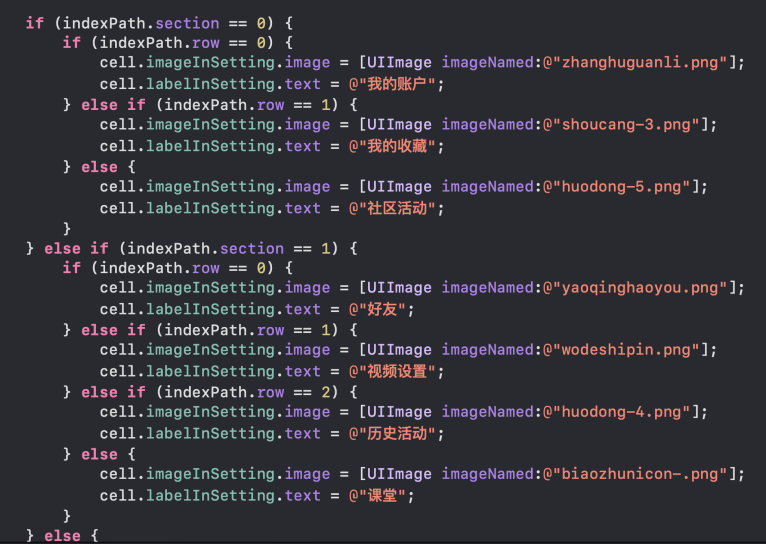 if (indexPath.section == 0) {
    if (indexPath.row == 0) {
        cell.imageInSetting.image = [UIImage imageNamed:@"zhanghuguanli.png"];
        cell.labelInSetting.text = @"我的账户";
    } else if (indexPath.row == 1) {
        cell.imageInSetting.image = [UIImage imageNamed:@"shoucang-3.png"];
        cell.labelInSetting.text = @"我的收藏";
    } else {
        cell.imageInSetting.image = [UIImage imageNamed:@"huodong-5.png"];
        cell.labelInSetting.text = @"社区活动";
    }
} else if (indexPath.section == 1) {
    if (indexPath.row == 0) {
        cell.imageInSetting.image = [UIImage imageNamed:@"yaoqinghaoyou.png"];
        cell.labelInSetting.text = @"好友";
    } else if (indexPath.row == 1) {
        cell.imageInSetting.image = [UIImage imageNamed:@"wodeshipin.png"];
        cell.labelInSetting.text = @"视频设置";
    } else if (indexPath.row == 2) {
        cell.imageInSetting.image = [UIImage imageNamed:@"huodong-4.png"];
        cell.labelInSetting.text = @"历史活动";
    } else {
        cell.imageInSetting.image = [UIImage imageNamed:@"biaozhunicon-.png"];
        cell.labelInSetting.text = @"课堂";
    }
} else {